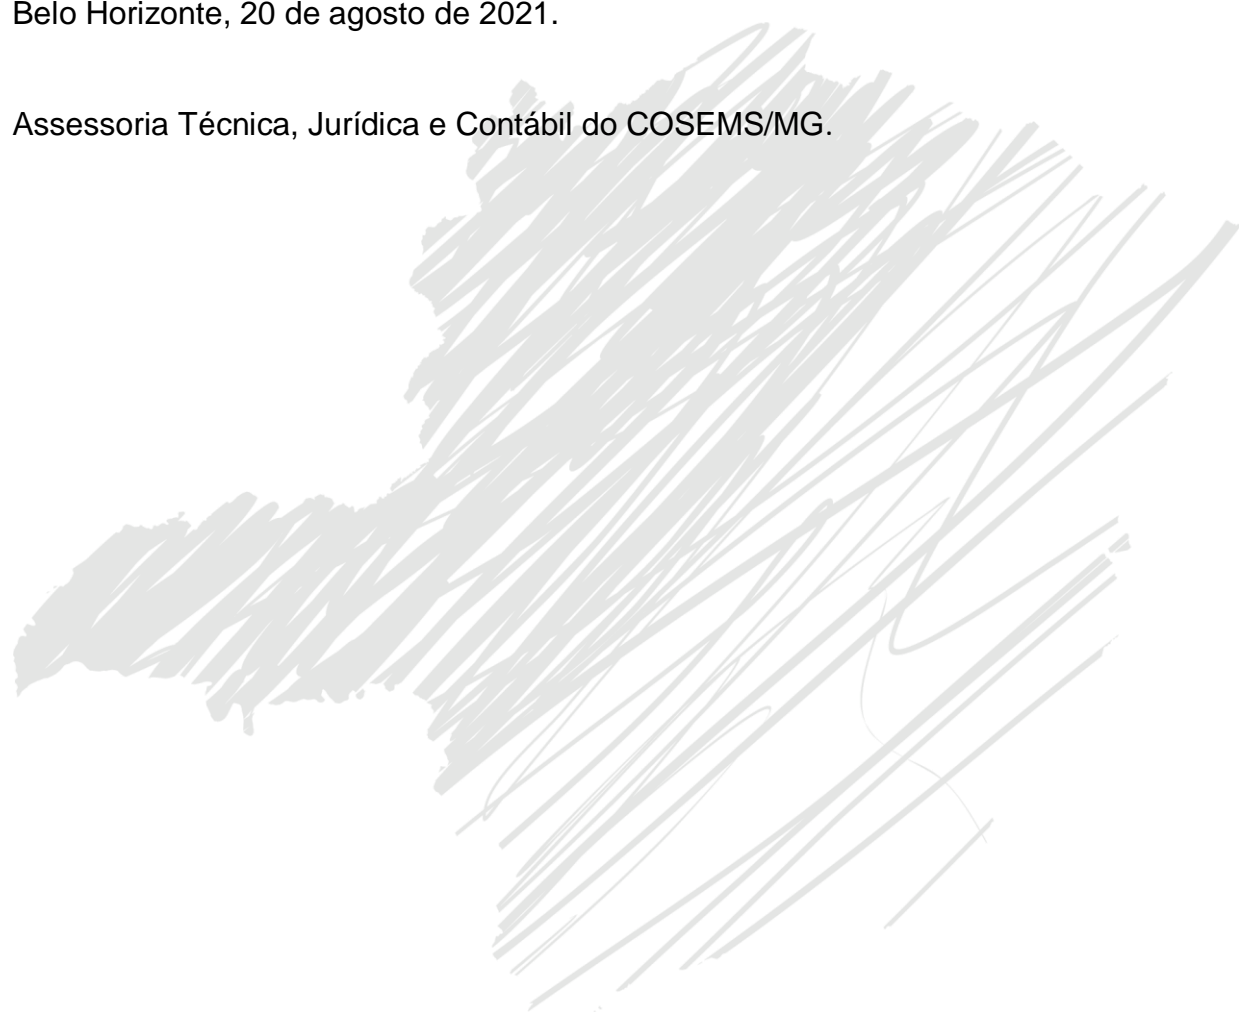 Belo Horizonte, 20 de agosto de 2021.
Assessoria Técnica, Jurídica e Contábil do COSEMS/MG.